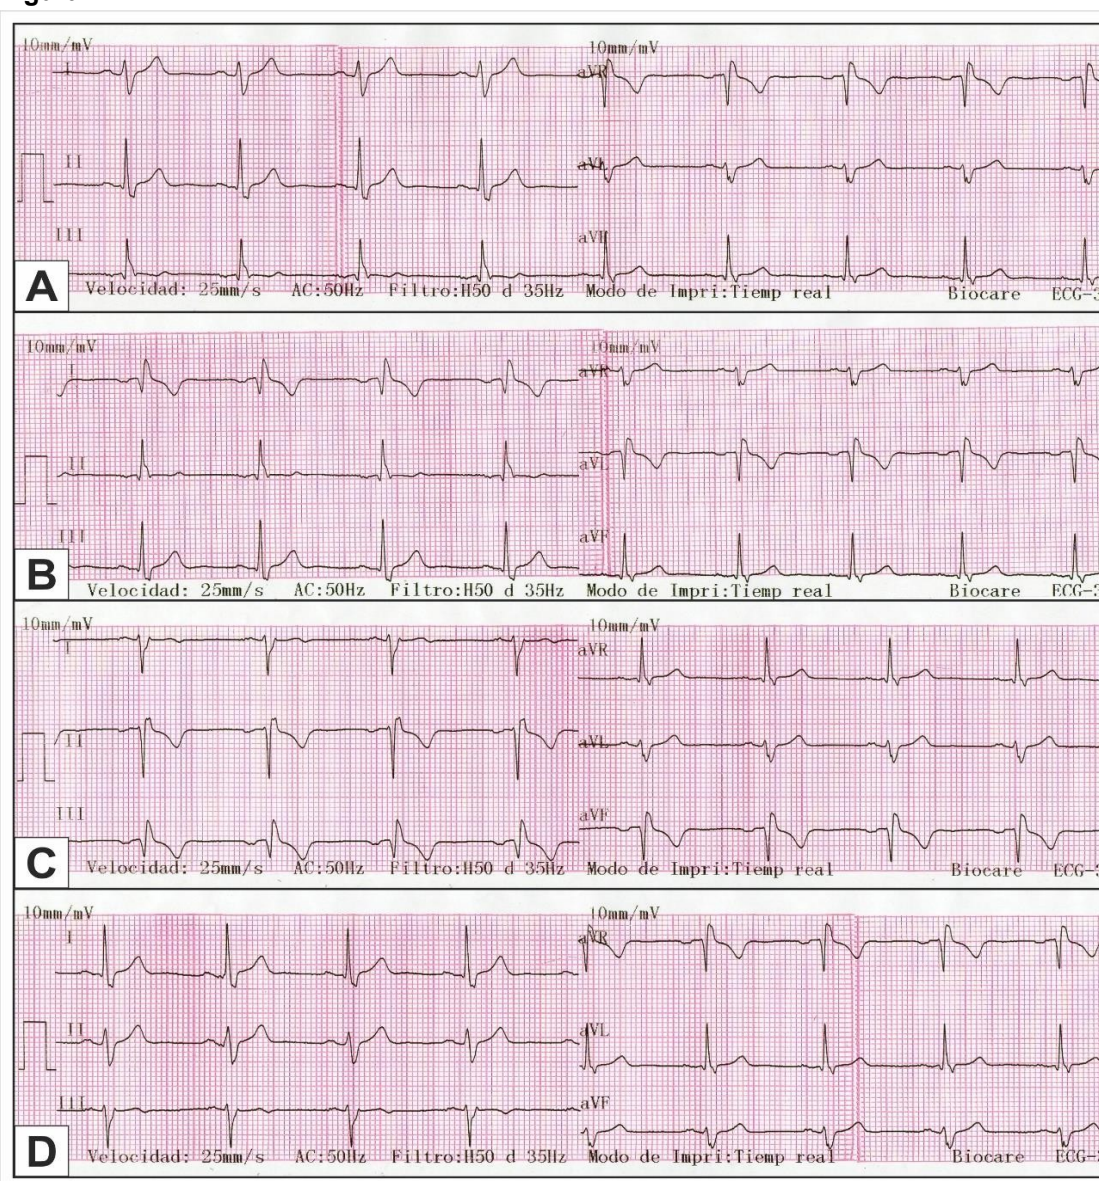 10mm/mV
10mm/mV
I
aVR
II
aVL
III
A
Velocidad: 25mm/s AC:50Hz Filtro:H50 d 35Hz Modo de Impri:Tiemp real Biocare
10mm/mV
10mm/mV
I
aVR
II
aVL
III
aVF
B
Velocidad: 25mm/s AC:50Hz Filtro:H50 d 35Hz Modo de Impri:Tiemp real Biocare
10mm/mV
10mm/mV
I
aVR
II
aVL
III
aVF
C
Velocidad: 25mm/s AC:50Hz Filtro:H50 d 35Hz Modo de Impri:Tiemp real Biocare
10mm/mV
10mm/mV
I
aVR
II
aVL
III
aVF
D
Velocidad: 25mm/s AC:50Hz Filtro:H50 d 35Hz Modo de Impri:Tiemp real Biocare